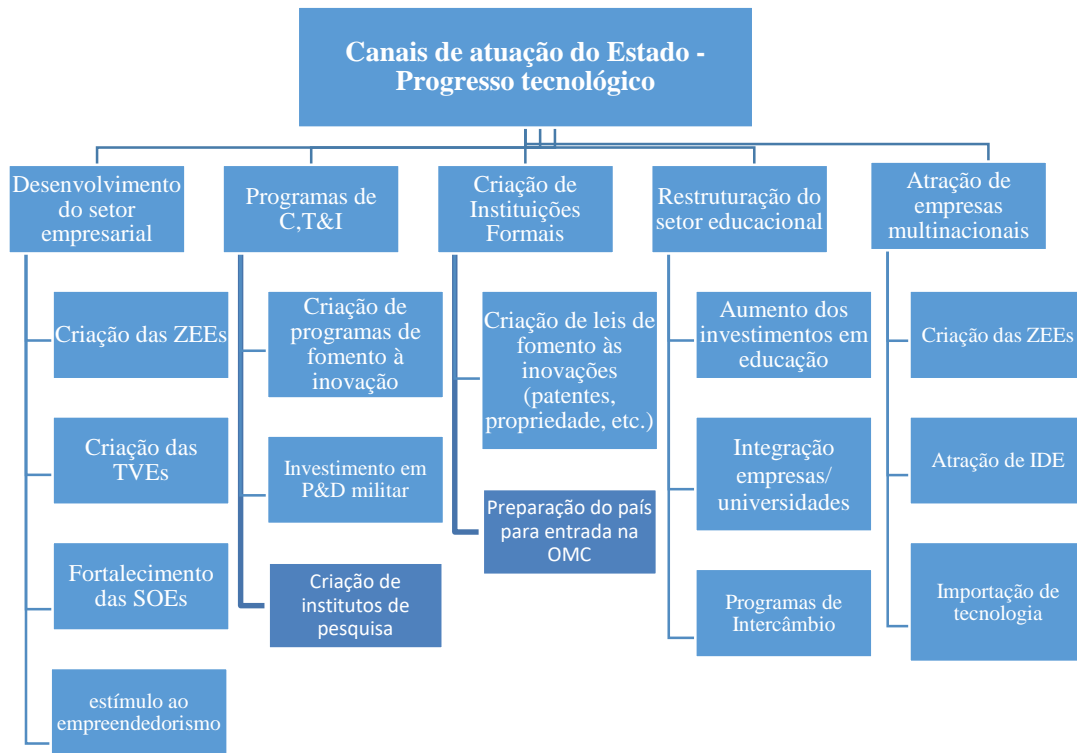 Canais de atuação do Estado -
Progresso tecnológico
Desenvolvimento
do setor
empresarial
Criação das ZEEs
Criação das
TVEs
Fortalecimento
das SOEs
estímulo ao
empreendedorismo
Programas de
C,T&I
Criação de
programas de
fomento à
inovação
Investimento em
P&D militar
Criação de
institutos de
pesquisa
Criação de
Instituições
Formais
Criação de leis de
fomento às
inovações
(patentes,
propriedade, etc.)
Preparação do país
para entrada na
OMC
Restruturação do
setor educacional
Aumento dos
investimentos em
educação
Integração
empresas/
universidades
Programas de
Intercâmbio
Atração de
empresas
multinacionais
Criação das ZEEs
Atração de IDE
Importação de
tecnologia